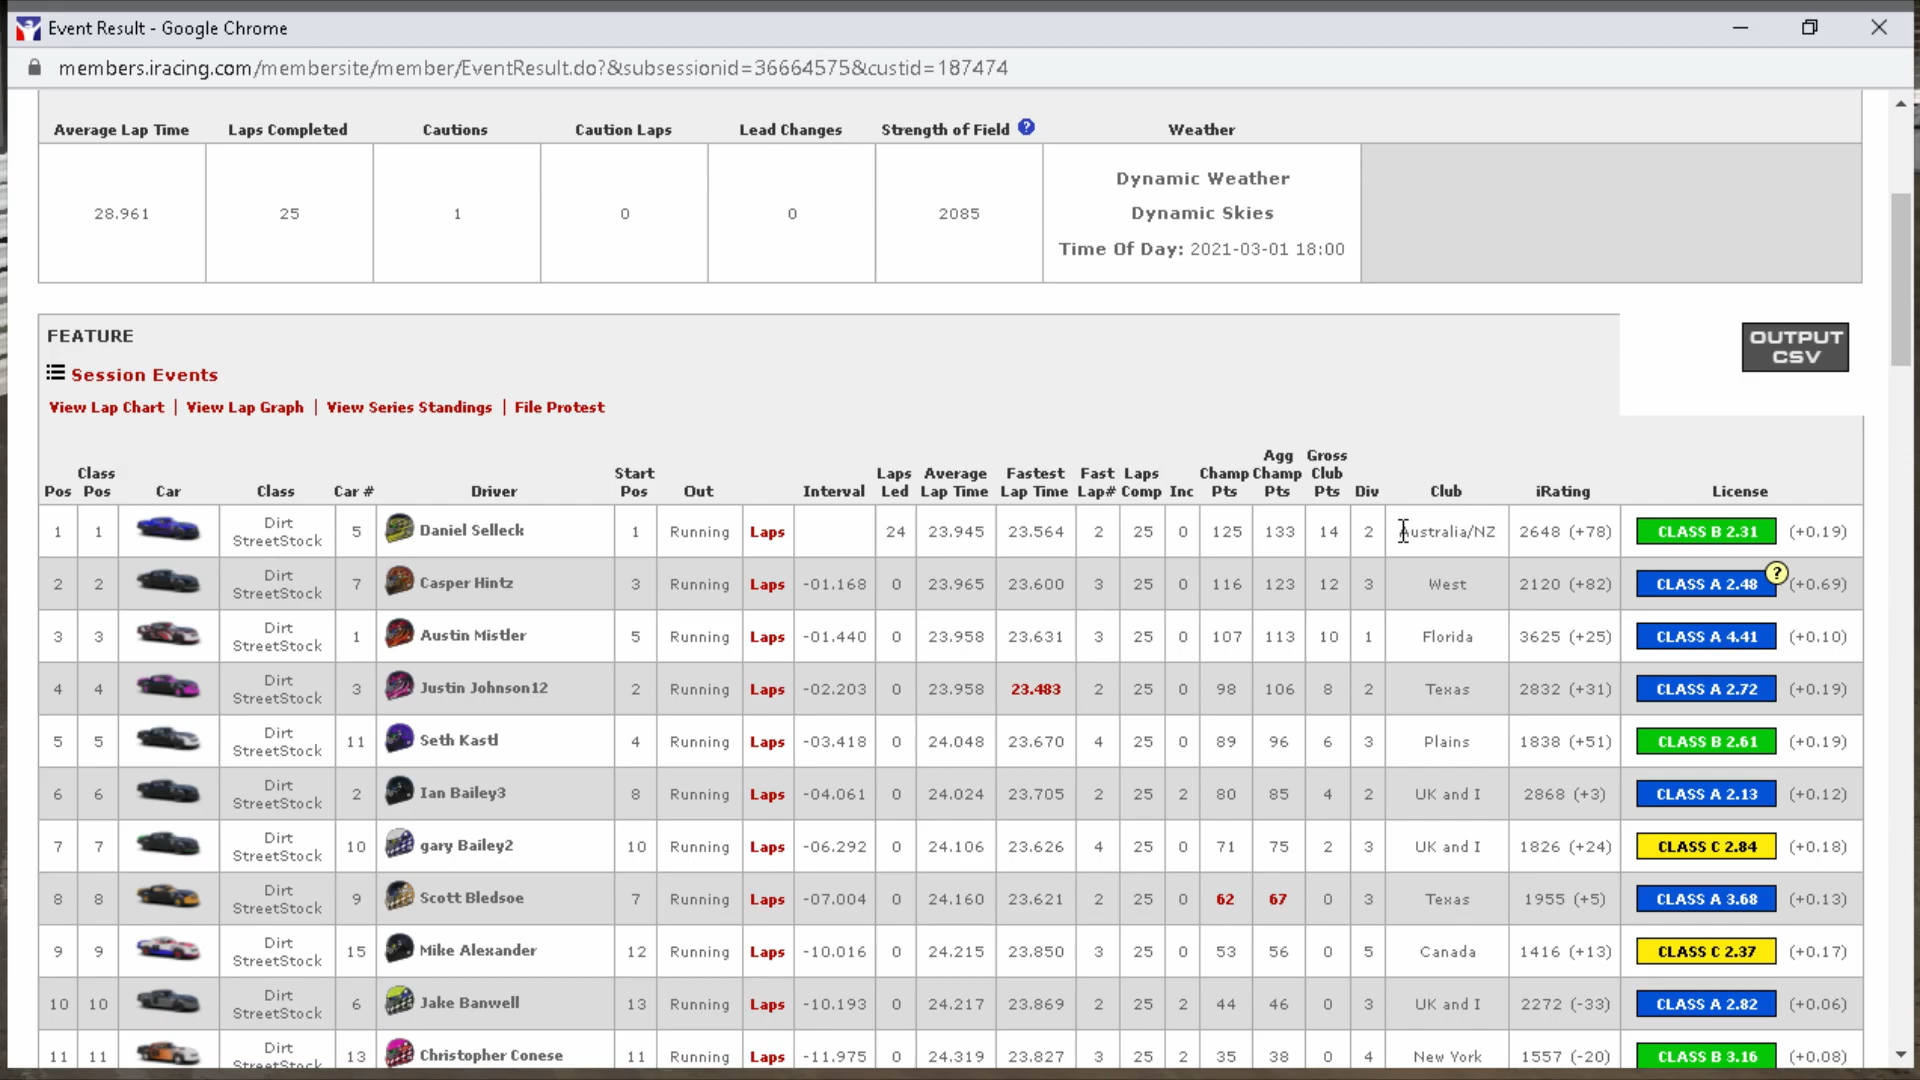 Event Result - Google Chrome
members.iracing.com/membersite/member/EventResult.do?&subsessionid=36664575&custid=187474
Average Lap Time Laps Completed Cautions Caution Laps Lead Changes Strength of Field ? Weather
28.961 25 1 0 0 2085
Dynamic Weather
Dynamic Skies
Time Of Day: 2021-03-01 18:00
FEATURE
OUTPUT
CSV
Session Events
View Lap Chart | View Lap Graph | View Series Standings | File Protest
Pos Class Pos Car Class Car # Driver Start Pos Out Interval Laps Led Average Lap Time Fastest Lap Time Fast Lap# Laps Comp Inc Champ Pts Agg Champ Pts Gross Club Pts Div Club iRating License
1 1 Dirt StreetStock 5 Daniel Selleck 1 Running Laps 24 23.945 23.564 2 25 0 125 133 14 2 Australia/NZ 2648 (+78) CLASS B 2.31 (+0.19)
2 2 Dirt StreetStock 7 Casper Hintz 3 Running Laps -01.168 0 23.965 23.600 3 25 0 116 123 12 3 West 2120 (+82) CLASS A 2.48 ? (+0.69)
3 3 Dirt StreetStock 1 Austin Mistler 5 Running Laps -01.440 0 23.958 23.631 3 25 0 107 113 10 1 Florida 3625 (+25) CLASS A 4.41 (+0.10)
4 4 Dirt StreetStock 3 Justin Johnson12 2 Running Laps -02.203 0 23.958 23.483 2 25 0 98 106 8 2 Texas 2832 (+31) CLASS A 2.72 (+0.19)
5 5 Dirt StreetStock 11 Seth Kastl 4 Running Laps -03.418 0 24.048 23.670 4 25 0 89 96 6 3 Plains 1838 (+51) CLASS B 2.61 (+0.19)
6 6 Dirt StreetStock 2 Ian Bailey3 8 Running Laps -04.061 0 24.024 23.705 2 25 2 80 85 4 2 UK and I 2868 (+3) CLASS A 2.13 (+0.12)
7 7 Dirt StreetStock 10 gary Bailey2 10 Running Laps -06.292 0 24.106 23.626 4 25 0 71 75 2 3 UK and I 1826 (+24) CLASS C 2.84 (+0.18)
8 8 Dirt StreetStock 9 Scott Bledsoe 7 Running Laps -07.004 0 24.160 23.621 2 25 0 62 67 0 3 Texas 1955 (+5) CLASS A 3.68 (+0.13)
9 9 Dirt StreetStock 15 Mike Alexander 12 Running Laps -10.016 0 24.215 23.850 3 25 0 53 56 0 5 Canada 1416 (+13) CLASS C 2.37 (+0.17)
10 10 Dirt StreetStock 6 Jake Banwell 13 Running Laps -10.193 0 24.217 23.869 2 25 2 44 46 0 3 UK and I 2272 (-33) CLASS A 2.82 (+0.06)
11 11 Dirt StreetStock 13 Christopher Conese 11 Running Laps -11.975 0 24.319 23.827 3 25 2 35 38 0 4 New York 1557 (-20) CLASS B 3.16 (+0.08)